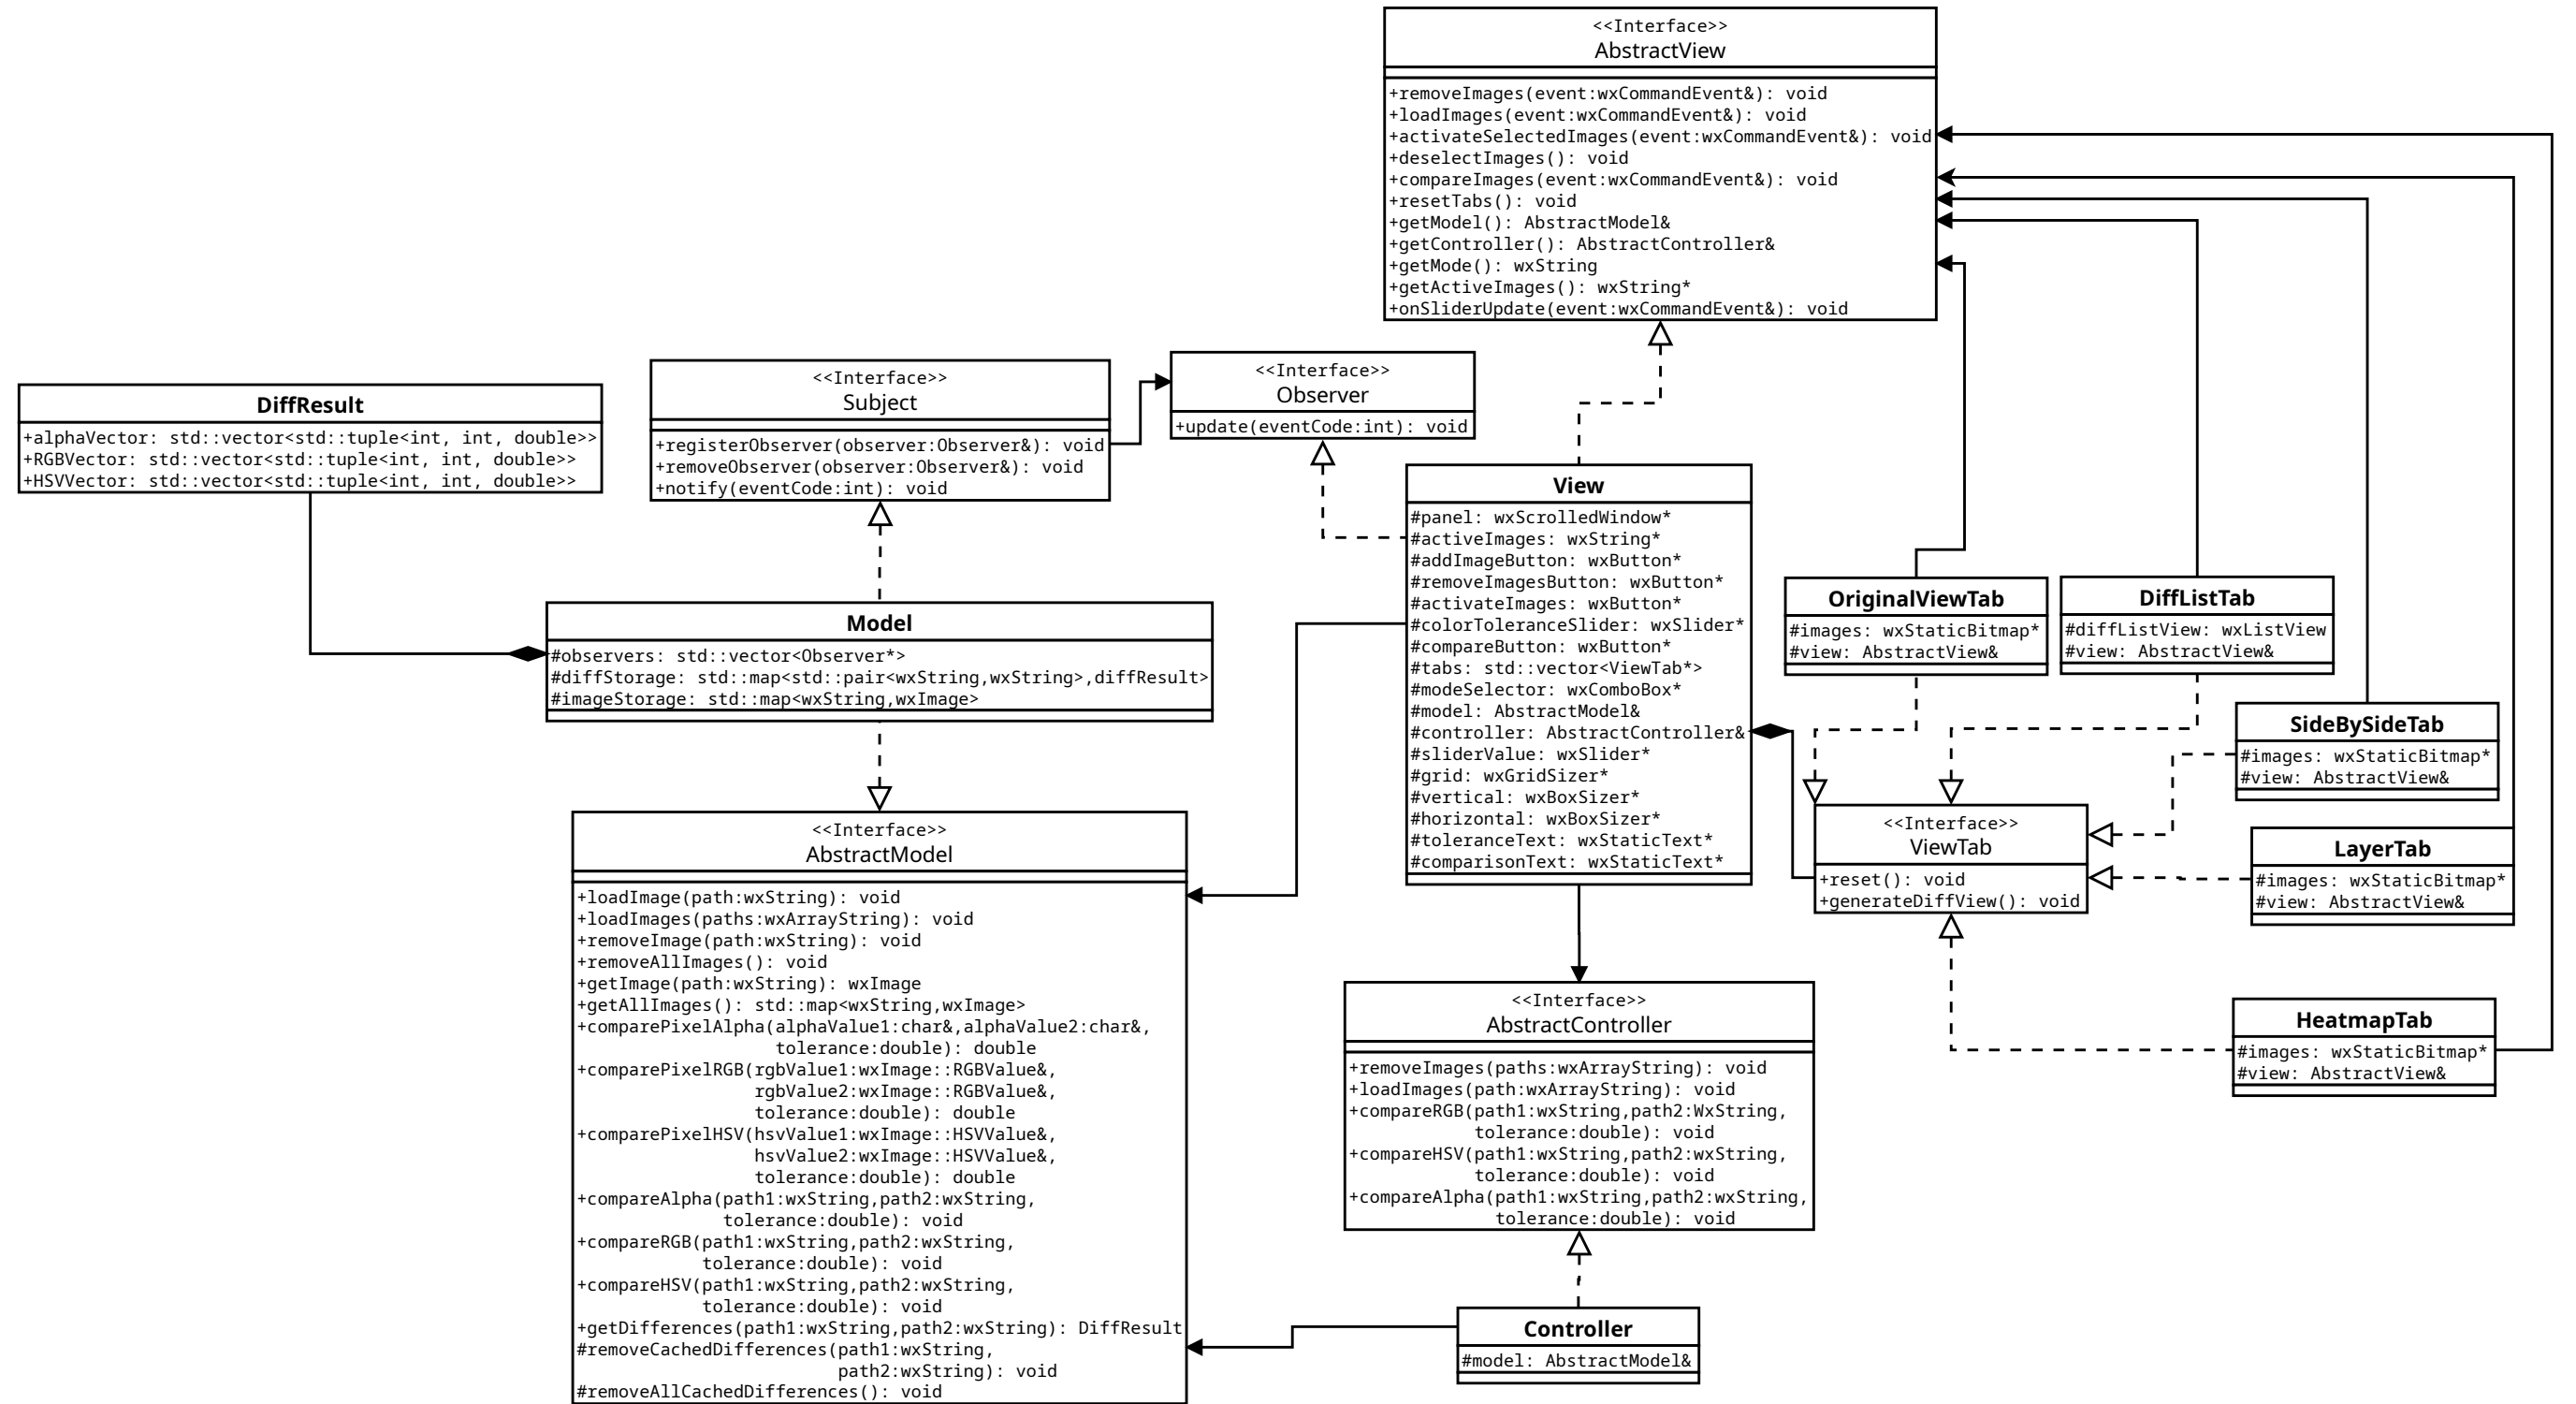 <<Interface>>
AbstractView
+removeImages(event:wxCommandEvent&): void
+loadImages(event:wxCommandEvent&): void
+activateSelectedImages(event:wxCommandEvent&): void
+deselectImages(): void
+compareImages(event:wxCommandEvent&): void
+resetTabs(): void
+getModel(): AbstractModel&
+getController(): AbstractController&
+getMode(): wxString
+getActiveImages(): wxString*
+onSliderUpdate(event:wxCommandEvent&): void
DiffResult
+alphaVector: std::vector<std::tuple<int, int, double>>
+RGBVector: std::vector<std::tuple<int, int, double>>
+HSVVector: std::vector<std::tuple<int, int, double>>
<<Interface>>
Subject
+registerObserver(observer:Observer&): void
+removeObserver(observer:Observer&): void
+notify(eventCode:int): void
<<Interface>>
Observer
+update(eventCode:int): void
View
#panel: wxScrolledWindow*
#activeImages: wxString*
#addImageButton: wxButton*
#removeImagesButton: wxButton*
#activateImages: wxButton*
#colorToleranceSlider: wxSlider*
#compareButton: wxButton*
#tabs: std::vector<ViewTab*>
#modeSelector: wxComboBox*
#model: AbstractModel&
#controller: AbstractController&
#sliderValue: wxSlider*
#grid: wxGridSizer*
#vertical: wxBoxSizer*
#horizontal: wxBoxSizer*
#toleranceText: wxStaticText*
#comparisonText: wxStaticText*
OriginalViewTab
#images: wxStaticBitmap*
#view: AbstractView&
DiffListTab
#diffListView: wxListView
#view: AbstractView&
Model
#observers: std::vector<Observer*>
#diffStorage: std::map<std::pair<wxString,wxString>,diffResult>
#imageStorage: std::map<wxString,wxImage>
SideBySideTab
#images: wxStaticBitmap*
#view: AbstractView&
<<Interface>>
ViewTab
+reset(): void
+generateDiffView(): void
LayerTab
#images: wxStaticBitmap*
#view: AbstractView&
<<Interface>>
AbstractModel
+loadImage(path:wxString): void
+loadImages(paths:wxArrayString): void
+removeImage(path:wxString): void
+removeAllImages(): void
+getImage(path:wxString): wxImage
+getAllImages(): std::map<wxString,wxImage>
+comparePixelAlpha(alphaValue1:char&,alphaValue2:char&,
tolerance:double): double
+comparePixelRGB(rgbValue1:wxImage::RGBValue&,
rgbValue2:wxImage::RGBValue&,
tolerance:double): double
+comparePixelHSV(hsvValue1:wxImage::HSVValue&,
hsvValue2:wxImage::HSVValue&,
tolerance:double): double
+compareAlpha(path1:wxString,path2:wxString,
tolerance:double): void
+compareRGB(path1:wxString,path2:wxString,
tolerance:double): void
+compareHSV(path1:wxString,path2:wxString,
tolerance:double): void
+getDifferences(path1:wxString,path2:wxString): DiffResult
#removeCachedDifferences(path1:wxString,
path2:wxString): void
#removeAllCachedDifferences(): void
<<Interface>>
AbstractController
+removeImages(paths:wxArrayString): void
+loadImages(path:wxArrayString): void
+compareRGB(path1:wxString,path2:WxString,
tolerance:double): void
+compareHSV(path1:wxString,path2:wxString,
tolerance:double): void
+compareAlpha(path1:wxString,path2:wxString,
tolerance:double): void
HeatmapTab
#images: wxStaticBitmap*
#view: AbstractView&
Controller
#model: AbstractModel&